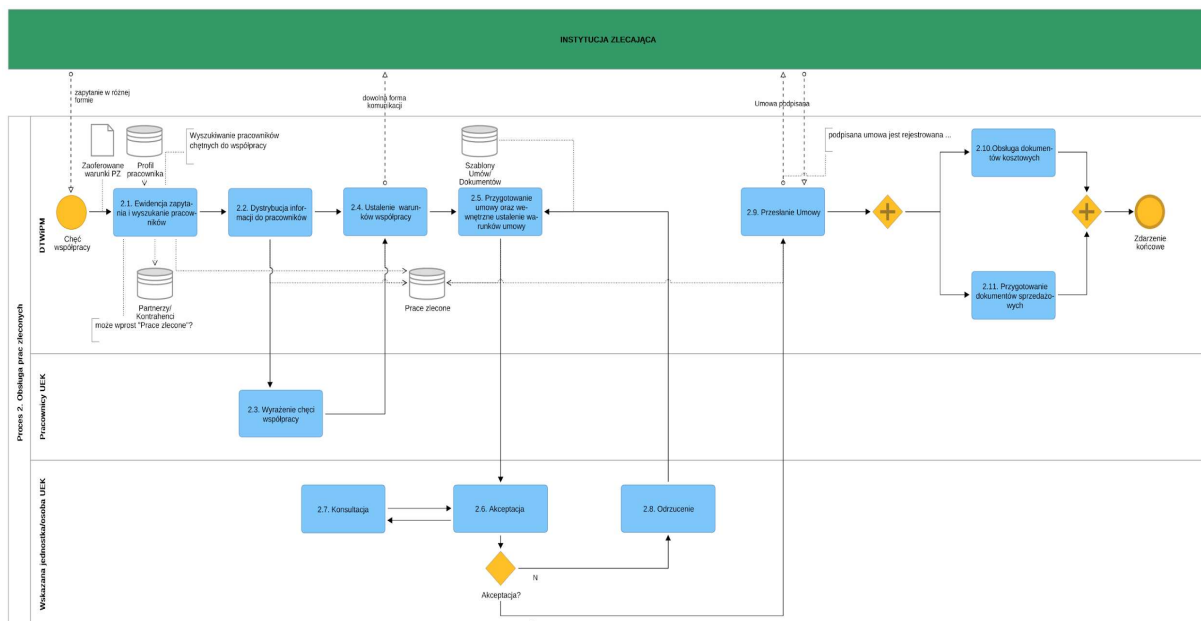 INSTYTUCJA ZLECAJĄCA
zapytanie w różnej
formie
dowolna forma
komunikacji
Umowa podpisana
Proces 2. Obsługa prac zleconych
DTWiPM
Zaoferowane
warunki PZ
Profil
pracownika
Wyszukiwanie pracowników
chętnych do współpracy
Szablony
Umów/
Dokumentów
podpisana umowa jest rejestrowana ...
Chęć
współpracy
2.1. Ewidencja zapyta-
nia i wyszukanie pracow-
ników
2.2. Dystrybucja infor-
macji do pracowników
2.4. Ustalenie warun-
ków współpracy
2.5. Przygotowanie
umowy oraz we-
wnętrzne ustalenie wa-
runków umowy
2.9. Przesłanie Umowy
2.10.Obsługa dokumen-
tów kosztowych
2.11. Przygotowanie
dokumentów sprzedażo-
wych
Zdarzenie
końcowe
Partnerzy/
Kontrahenci
może wprost "Prace zlecone"?
Prace zlecone
Pracownicy UEK
2.3. Wyrażenie chęci
współpracy
Wskazana jednostka/osoba UEK
2.7. Konsultacja
2.6. Akceptacja
2.8. Odrzucenie
N
Akceptacja?